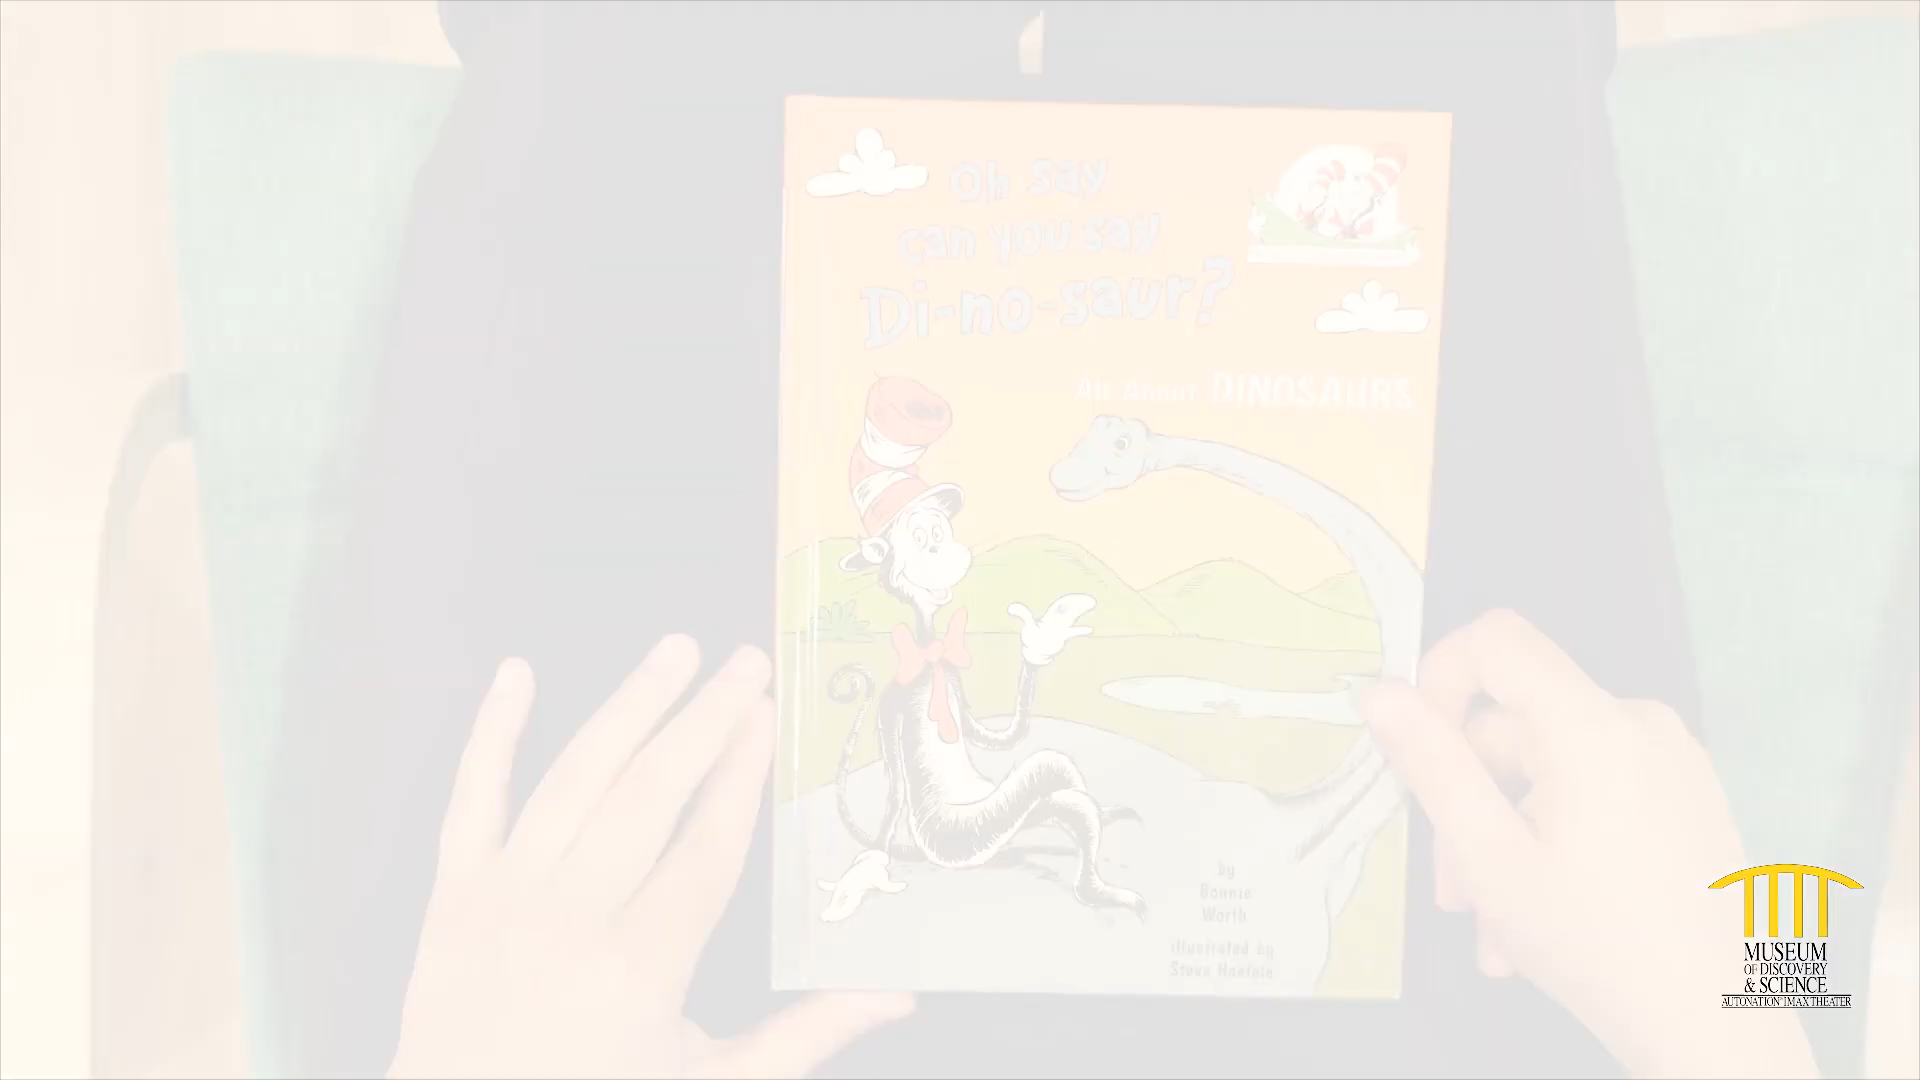 Oh say
can you say
Di-no-saur?
All About DINOSAURS
by
Bonnie
Worth
illustrated by
Steve Haefele
MUSEUM
OF DISCOVERY
& SCIENCE
AUTONATION® IMAX THEATER